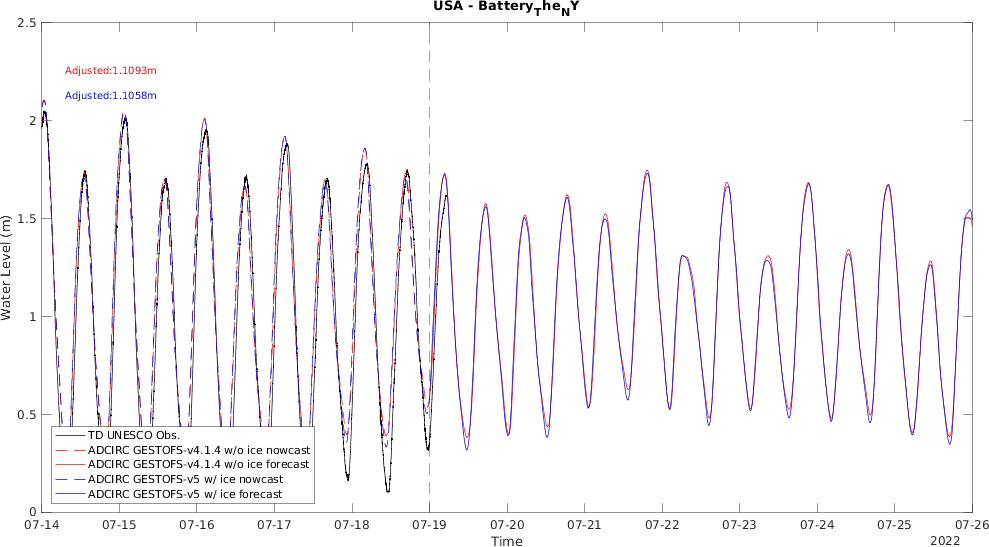 USA - Battery_The_NY
2.5
2
1.5
1
0.5
0
Water Level (m)
Adjusted:1.1093m
Adjusted:1.1058m
TD UNESCO Obs.
ADCIRC GESTOFS-v4.1.4 w/o ice nowcast
ADCIRC GESTOFS-v4.1.4 w/o ice forecast
ADCIRC GESTOFS-v5 w/ ice nowcast
ADCIRC GESTOFS-v5 w/ ice forecast
07-14 07-15 07-16 07-17 07-18 07-19 07-20 07-21 07-22 07-23 07-24 07-25 07-26
Time
2022